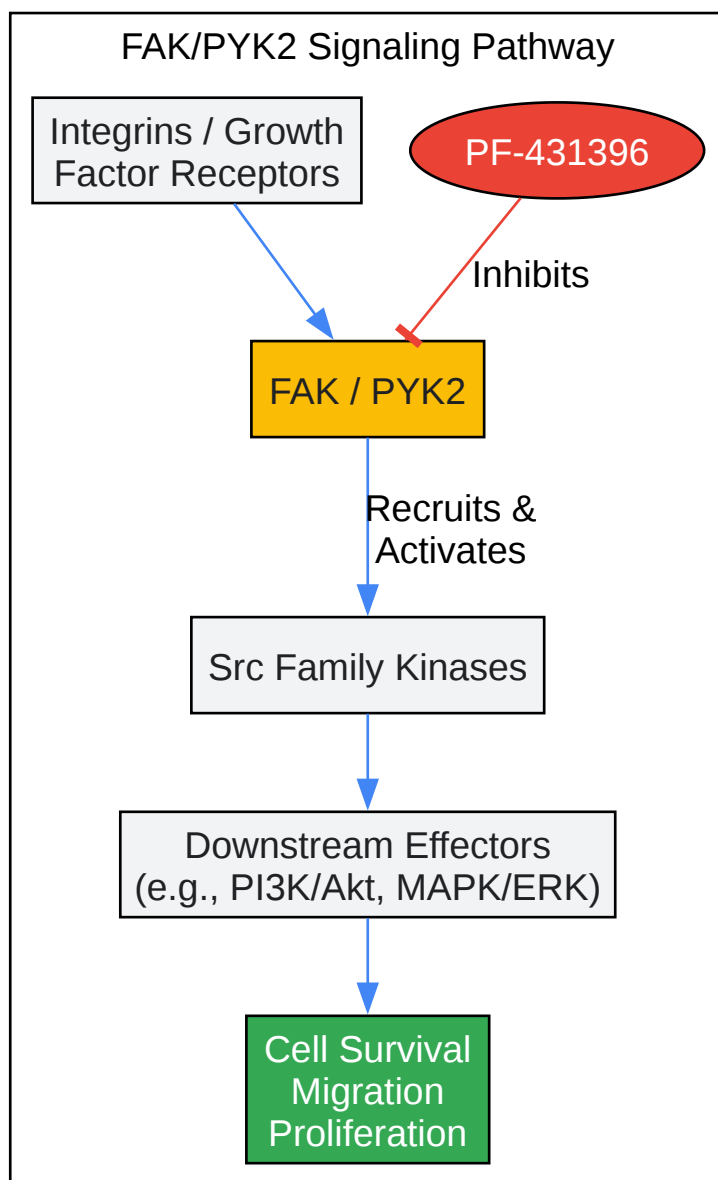 FAK/PYK2 Signaling Pathway
Integrins / Growth
Factor Receptors
PF-431396
Inhibits
FAK / PYK2
Recruits &
Activates
Src Family Kinases
Downstream Effectors
(e.g., PI3K/Akt, MAPK/ERK)
Cell Survival
Migration
Proliferation